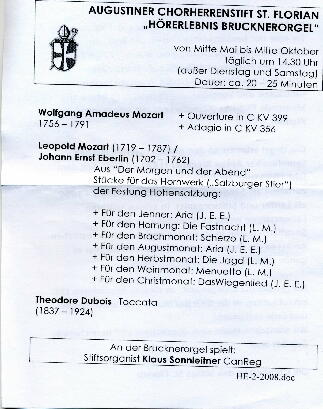 AUGUSTINER CHORHERRENSTIFT ST. FLORIAN
„HÖRERLEBNIS BRUCKNERORGEL"
von Mitte Mai bis Mitte Oktober
täglich um 14.30 Uhr
(außer Dienstag und Samstag)
Dauer: ca. 20 – 25 Minuten
Wolfgang Amadeus Mozart + Ouverture in C KV 399
1756 – 1791 + Adagio in C KV 356
Leopold Mozart (1719 – 1787) /
Johann Ernst Eberlin (1702 – 1762)
Aus "Der Morgen und der Abend"
Stücke für das Hornwerk („Salzburger Stier")
der Festung Hohensalzburg:
+ Für den Jenner: Aria (J. E. E.)
+ Für den Hornung: Die Fastnacht (L. M.)
+ Für den Brachmonat: Scherzo (L. M.)
+ Für den Augustmonat: Aria (J. E. E.)
+ Für den Herbstmonat: Die Jagd (L. M.)
+ Für den Weinmonat: Menuetto (L. M.)
+ Für den Christmonat: DasWiegenlied (J. E. E.)
Theodore Dubois Toccata
(1837 – 1924)
An der Brucknerorgel spielt:
Stiftsorganist Klaus Sonnleitner CanReg
HE-2-2008.doc